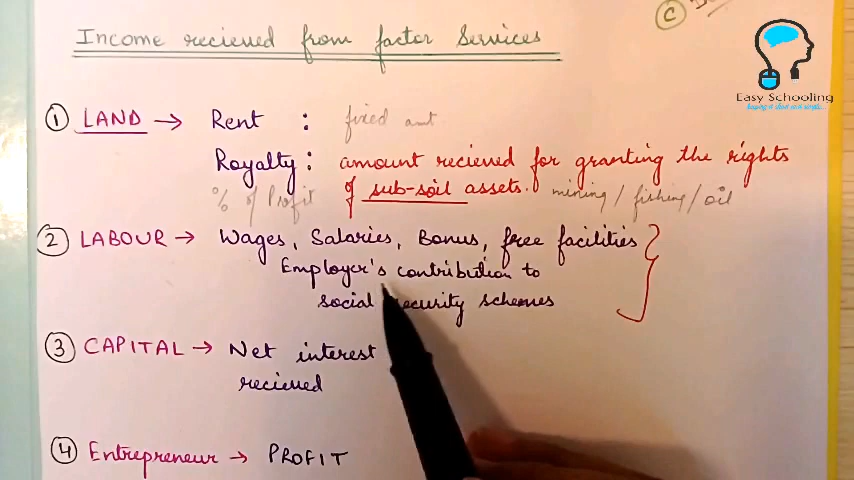 C
Income recieved from factor Services
Easy Schooling
1 LAND → Rent : fixed amt.
Royalty : amount recieved for granting the rights
% of Profit of sub-soil assets. mining / fishing / oil
2 LABOUR → Wages, Salaries, Bonus, free facilities
Employer's contribution to
social security schemes
3 CAPITAL → Net interest
recieved
4 Entrepreneur → PROFIT